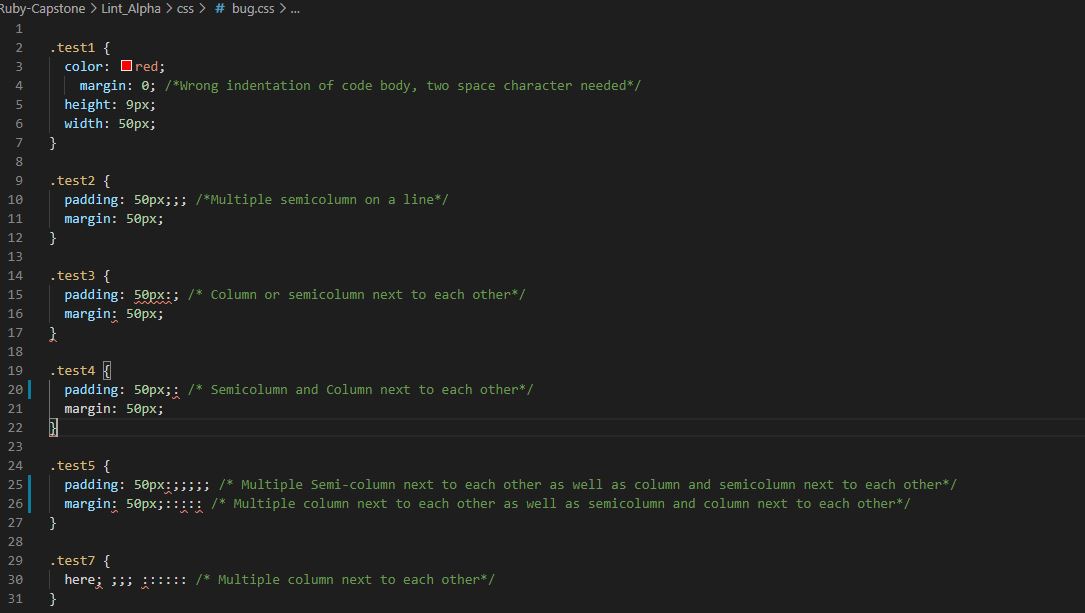 Ruby-Capstone > Lint_Alpha > css > # bug.css > ...
1
2 .test1 {
3 color: red;
4 margin: 0; /*Wrong indentation of code body, two space character needed*/
5 height: 9px;
6 width: 50px;
7 }
8
9 .test2 {
10 padding: 50px;;; /*Multiple semicolumn on a line*/
11 margin: 50px;
12 }
13
14 .test3 {
15 padding: 50px:; /* Column or semicolumn next to each other*/
16 margin: 50px;
17 }
18
19 .test4 {
20 padding: 50px;: /* Semicolumn and Column next to each other*/
21 margin: 50px;
22 }
23
24 .test5 {
25 padding: 50px:;;;;; /* Multiple Semi-column next to each other as well as column and semicolumn next to each other*/
26 margin: 50px;::::: /* Multiple column next to each other as well as semicolumn and column next to each other*/
27 }
28
29 .test7 {
30 here; ;;; :::::: /* Multiple column next to each other*/
31 }